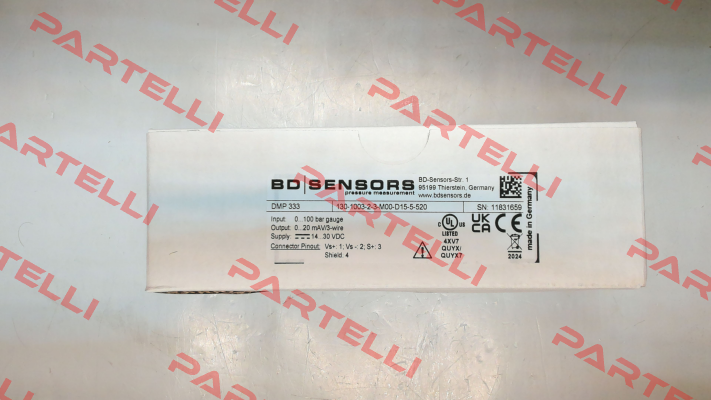 BD SENSORS
pressure measurement
BD-Sensors-Str. 1
95199 Thierstein, Germany
www.bdsensors.de
DMP 333 130-1003-2-3-M00-D15-5-520 SN: 11831659
Input 0...100 bar gauge
Output: 0...20 mA/3-wire
Supply 14...30 VDC
Connector Pinout: Vs+: 1; Vs-: 2; S+: 3
Shield: 4
UL
C US
LISTED
4XV7
QUYX
QUYX7
UK
CA
CE
2024
made in Germany
PARTELLI
PARTELLI
PARTELLI
PARTELLI
PARTELLI
PARTELLI
PARTELLI